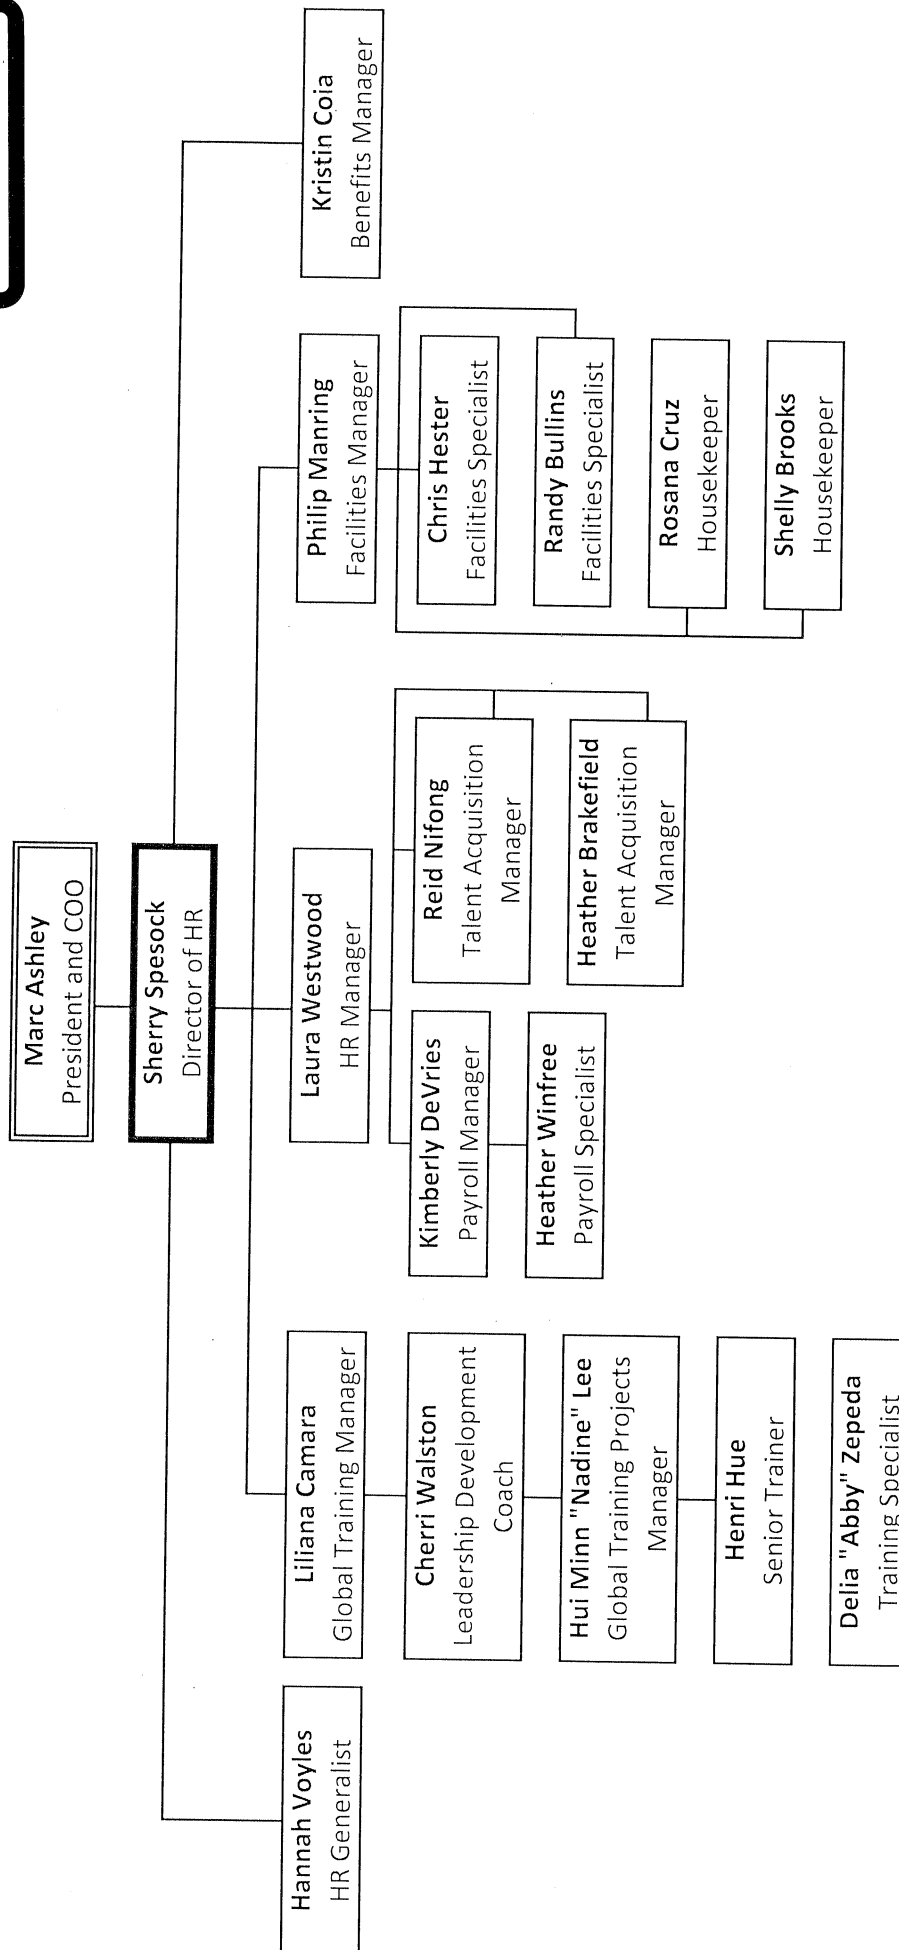 Marc Ashley
President and COO
Sherry Spesock
Director of HR
Hannah Voyles
HR Generalist
Liliana Camara
Global Training Manager
Cherri Walston
Leadership Development
Coach
Hui Minn "Nadine" Lee
Global Training Projects
Manager
Henri Hue
Senior Trainer
Delia "Abby" Zepeda
Training Specialist
Laura Westwood
HR Manager
Kimberly DeVries
Payroll Manager
Heather Winfree
Payroll Specialist
Reid Nifong
Talent Acquisition
Manager
Heather Brakefield
Talent Acquisition
Manager
Philip Manring
Facilities Manager
Chris Hester
Facilities Specialist
Randy Bullins
Facilities Specialist
Rosana Cruz
Housekeeper
Shelly Brooks
Housekeeper
Kristin Coia
Benefits Manager